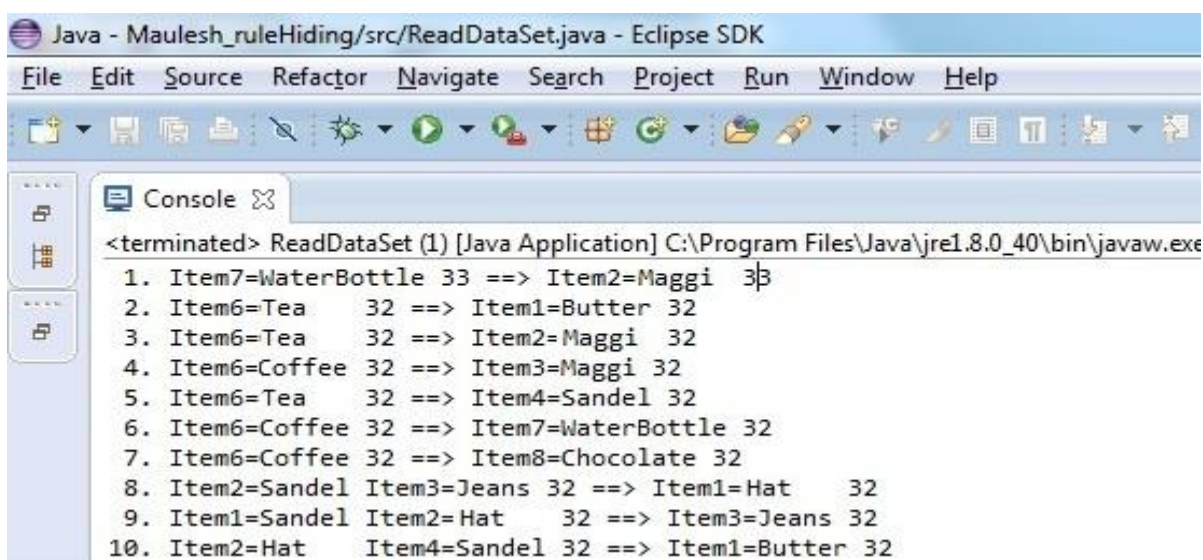 Java - Maulesh_ruleHiding/src/ReadDataSet.java - Eclipse SDK
File Edit Source Refactor Navigate Search Project Run Window Help
Console
<terminated> ReadDataSet (1) [Java Application] C:\Program Files\Java\jre1.8.0_40\bin\javaw.exe
1. Item7=WaterBottle 33 ==> Item2=Maggi 33
2. Item6=Tea 32 ==> Item1=Butter 32
3. Item6=Tea 32 ==> Item2=Maggi 32
4. Item6=Coffee 32 ==> Item3=Maggi 32
5. Item6=Tea 32 ==> Item4=Sandel 32
6. Item6=Coffee 32 ==> Item7=WaterBottle 32
7. Item6=Coffee 32 ==> Item8=Chocolate 32
8. Item2=Sandel Item3=Jeans 32 ==> Item1=Hat 32
9. Item1=Sandel Item2=Hat 32 ==> Item3=Jeans 32
10. Item2=Hat Item4=Sandel 32 ==> Item1=Butter 32